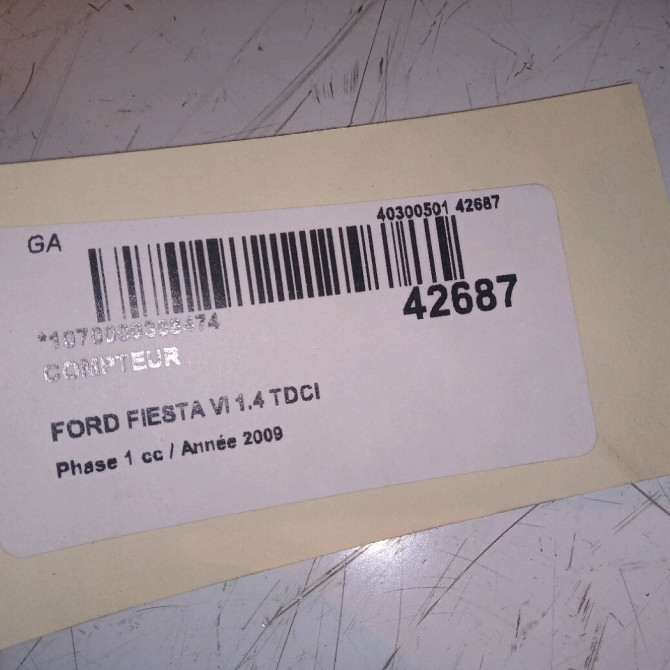 GA
40300501 42687
42687
COMPTEUR
FORD FIESTA VI 1.4 TDCI
Phase 1 cc / Année 2009